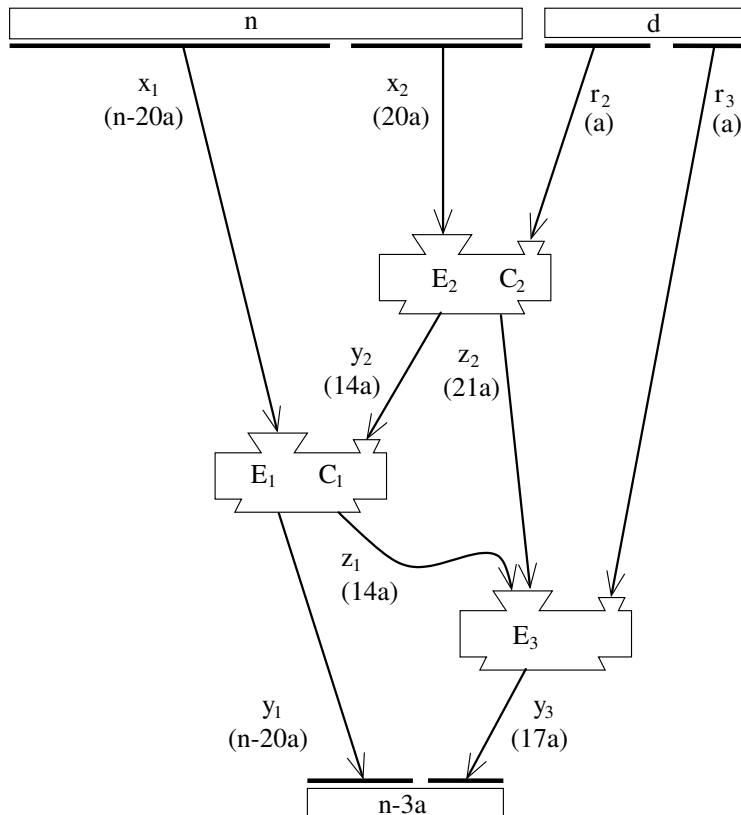 n d
x₁ x₂ r₂ r₃
(n-20a) (20a) (a) (a)
E₂ C₂
y₂ z₂
(14a) (21a)
E₁ C₁
z₁
(14a)
E₃
y₁ y₃
(n-20a) (17a)
n-3a